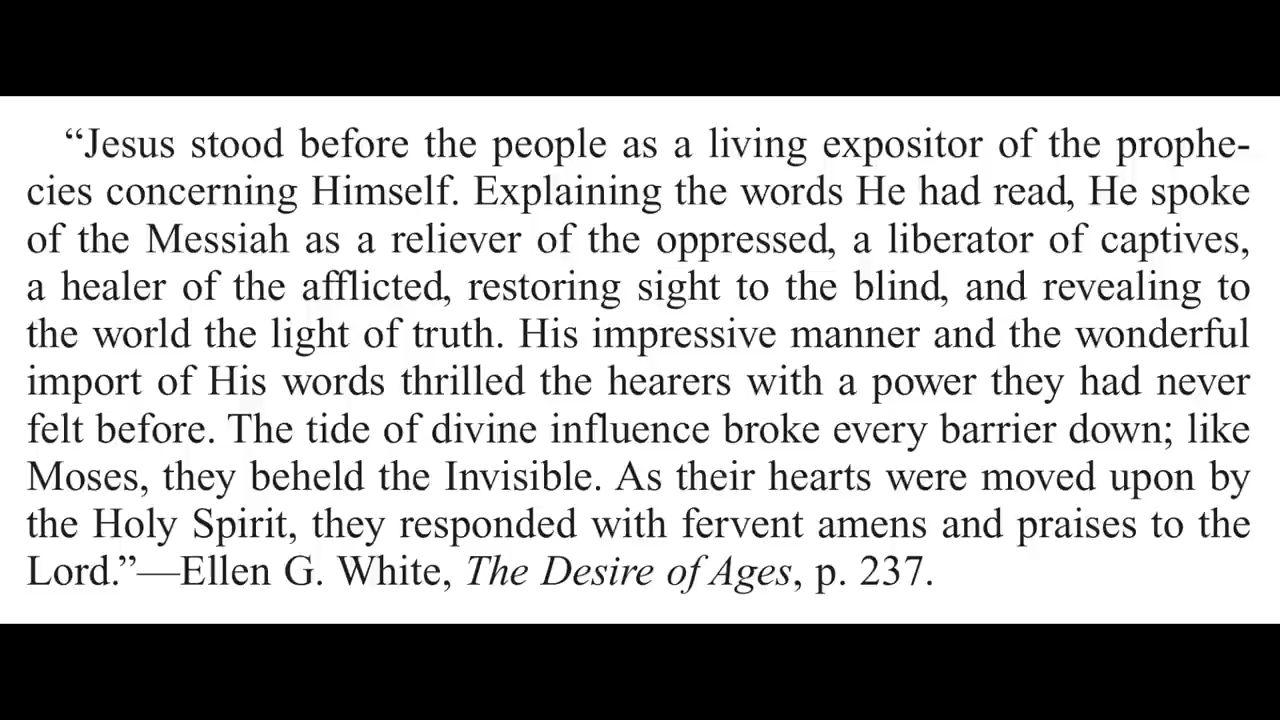 “Jesus stood before the people as a living expositor of the prophe-
cies concerning Himself. Explaining the words He had read, He spoke
of the Messiah as a reliever of the oppressed, a liberator of captives,
a healer of the afflicted, restoring sight to the blind, and revealing to
the world the light of truth. His impressive manner and the wonderful
import of His words thrilled the hearers with a power they had never
felt before. The tide of divine influence broke every barrier down; like
Moses, they beheld the Invisible. As their hearts were moved upon by
the Holy Spirit, they responded with fervent amens and praises to the
Lord.”—Ellen G. White, The Desire of Ages, p. 237.